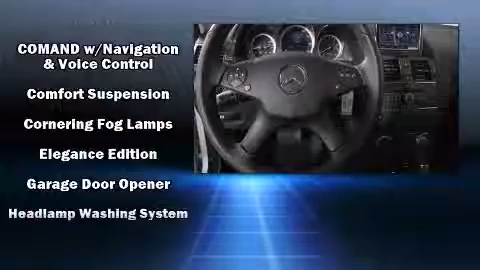 COMAND w/Navigation
& Voice Control
Comfort Suspension
Cornering Fog Lamps
Elegance Edition
Garage Door Opener
Headlamp Washing System